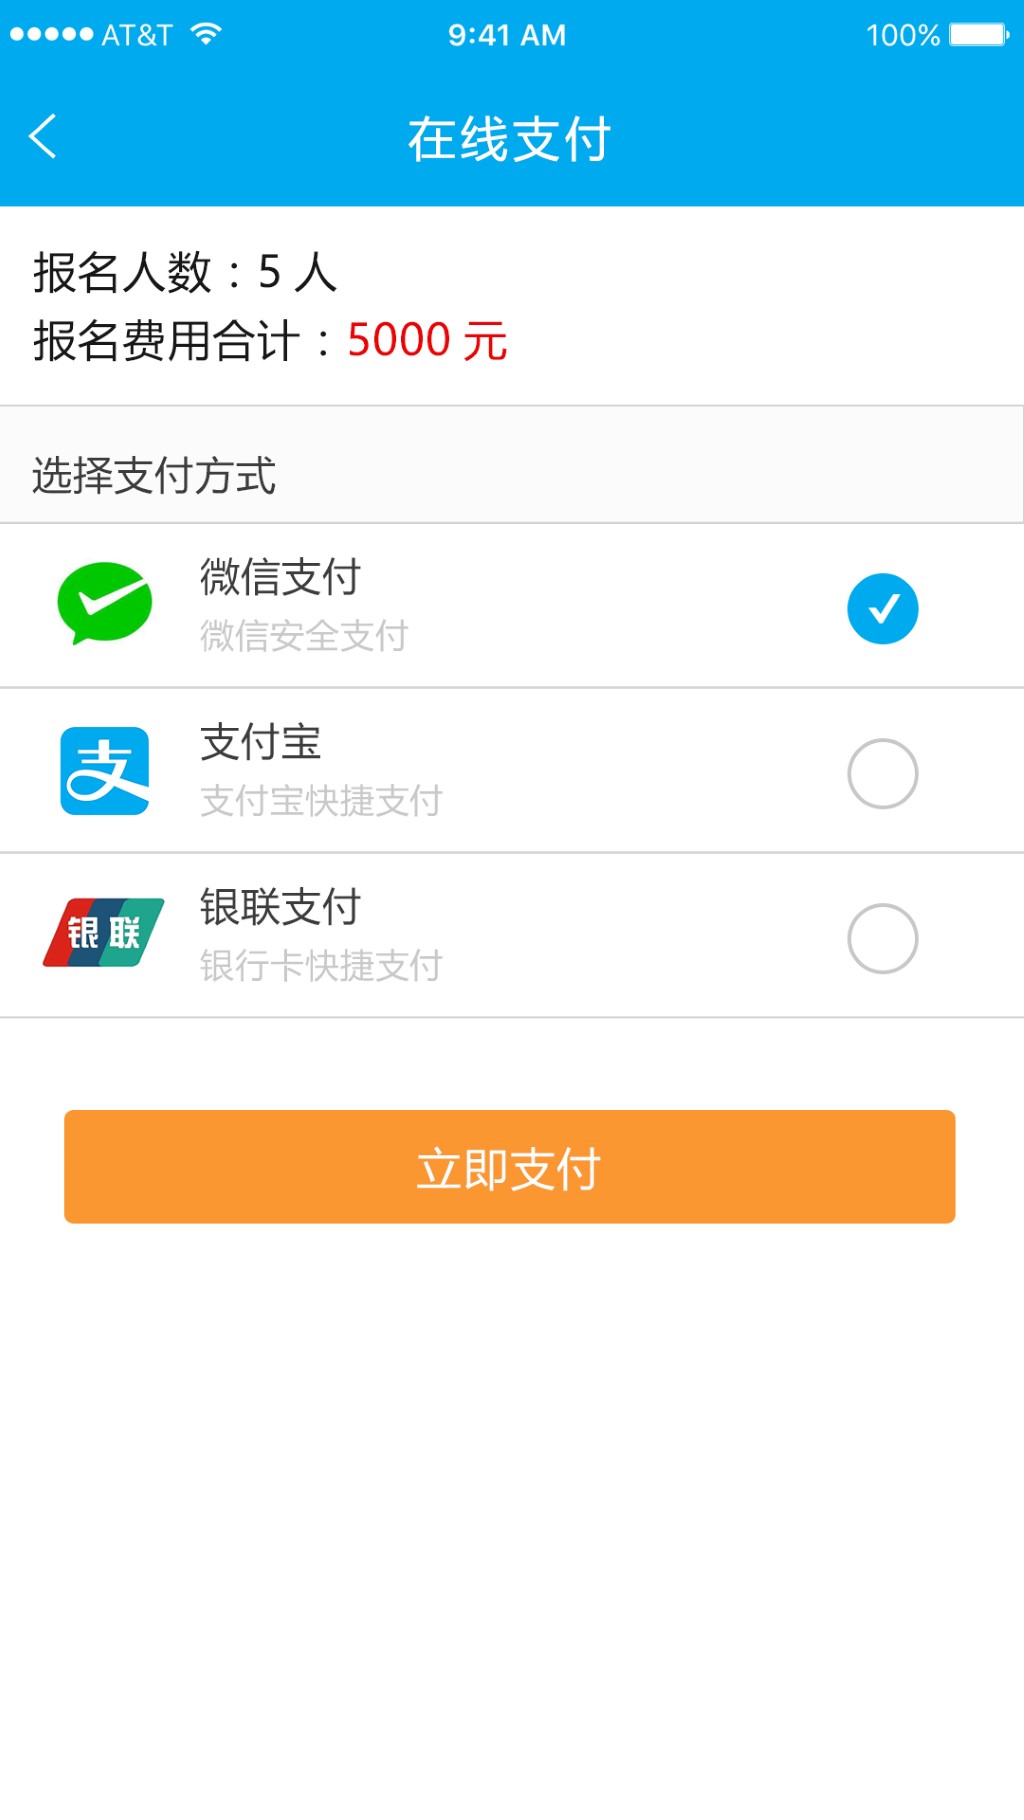 AT&T
9:41 AM
100%
在线支付
报名人数：5 人
报名费用合计：5000 元
选择支付方式
微信支付
微信安全支付
支
支付宝
支付宝快捷支付
银联
银联支付
银行卡快捷支付
立即支付